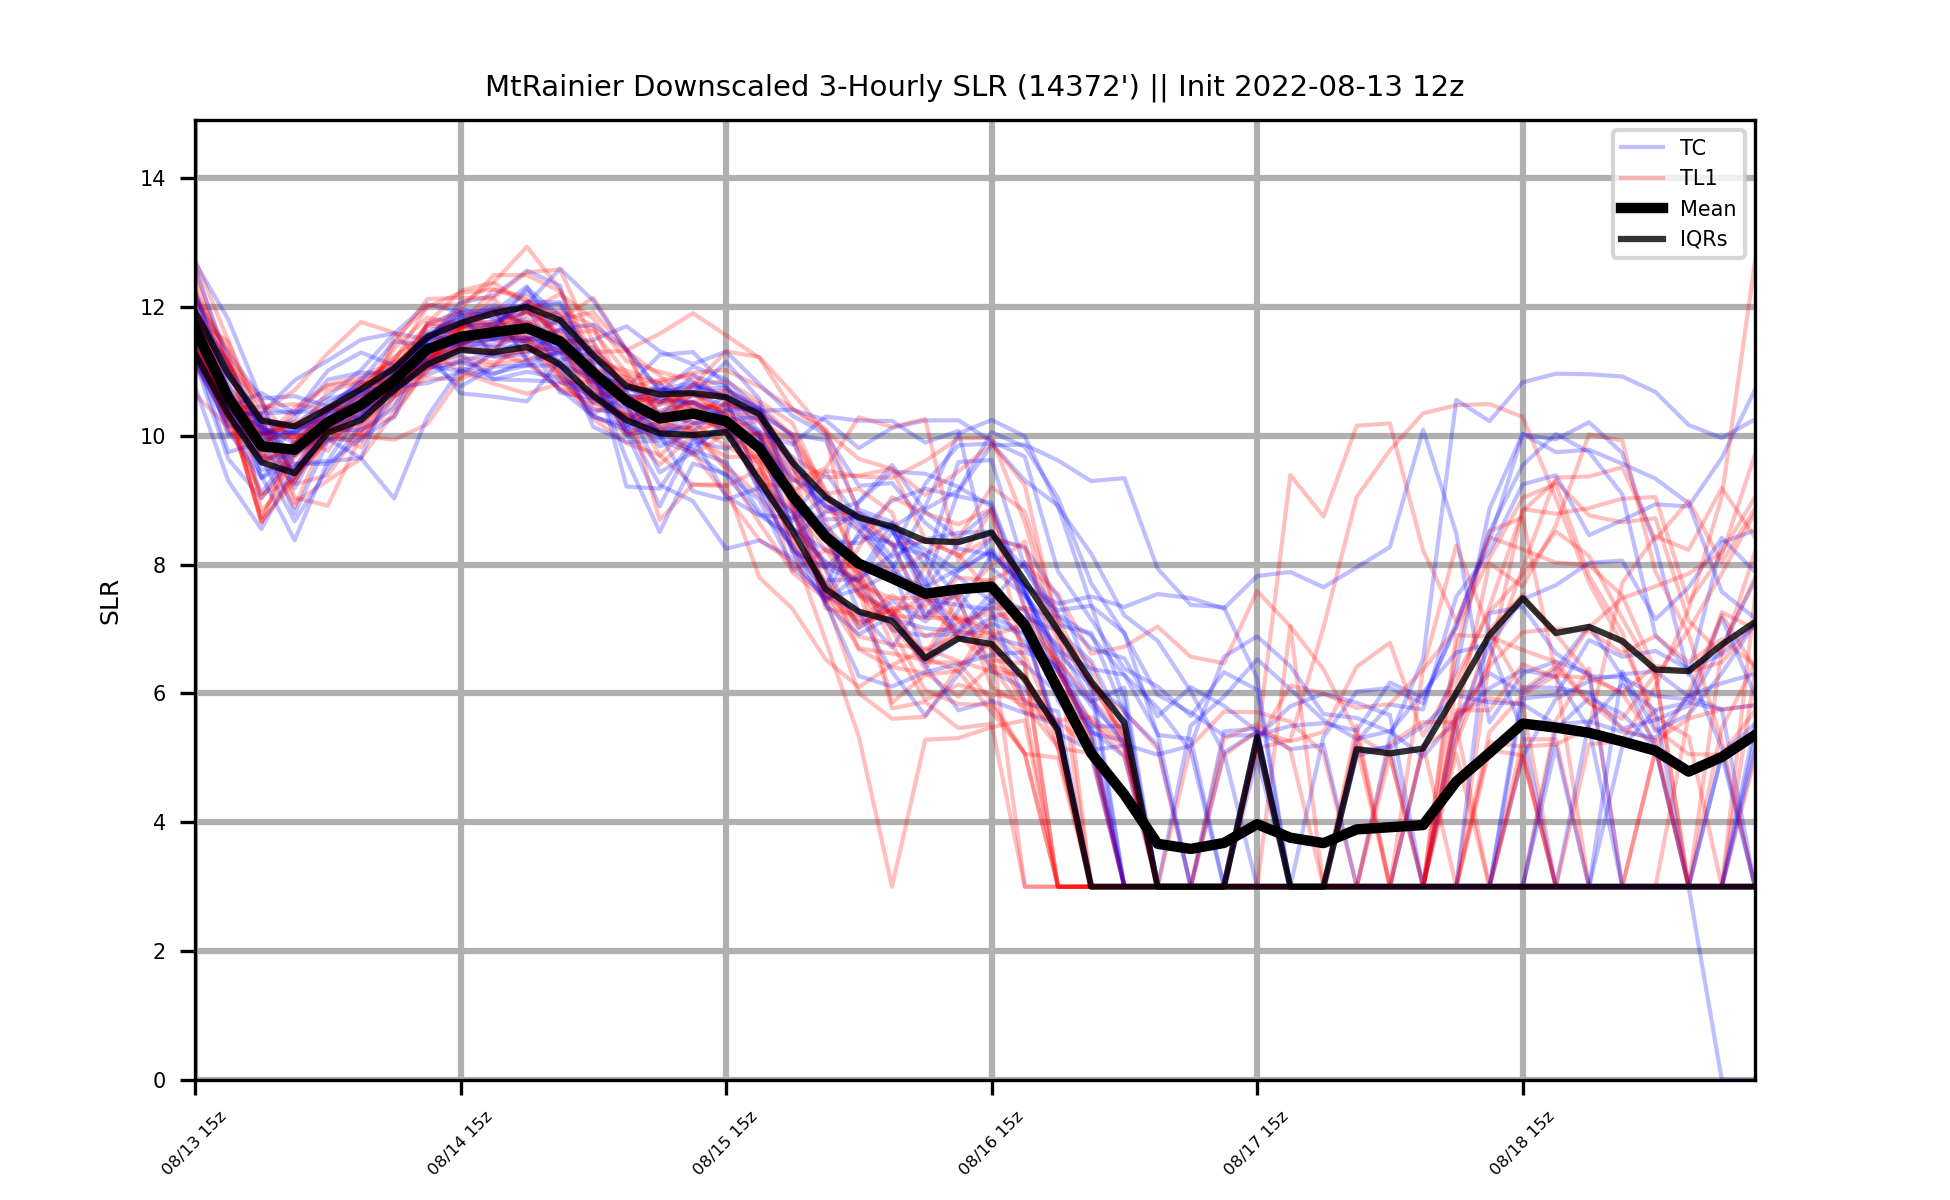 MtRainier Downscaled 3-Hourly SLR (14372') || Init 2022-08-13 12z
TC
TL1
Mean
IQRs
14
12
10
8
6
4
2
0
SLR
08/13 15z
08/14 15z
08/15 15z
08/16 15z
08/17 15z
08/18 15z